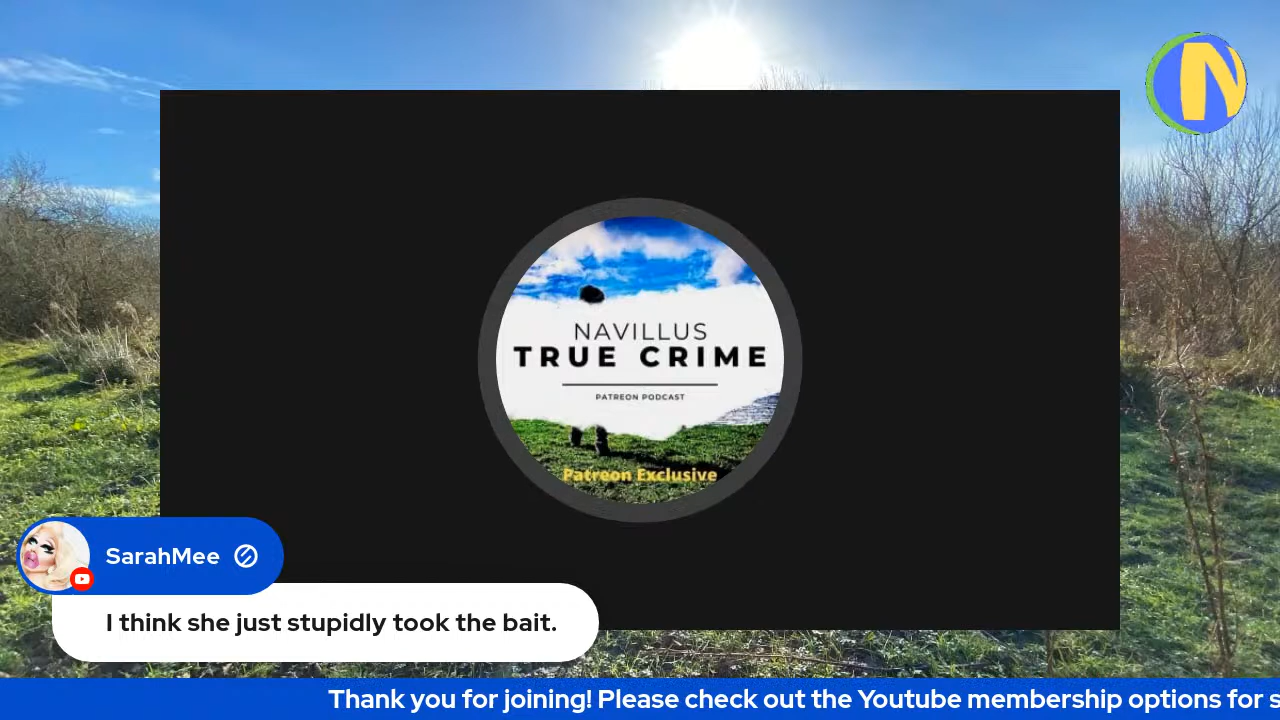 N
NAVILLUS
TRUE CRIME
PATREON PODCAST
Patreon Exclusive
SarahMee
I think she just stupidly took the bait.
Thank you for joining! Please check out the Youtube membership options for s